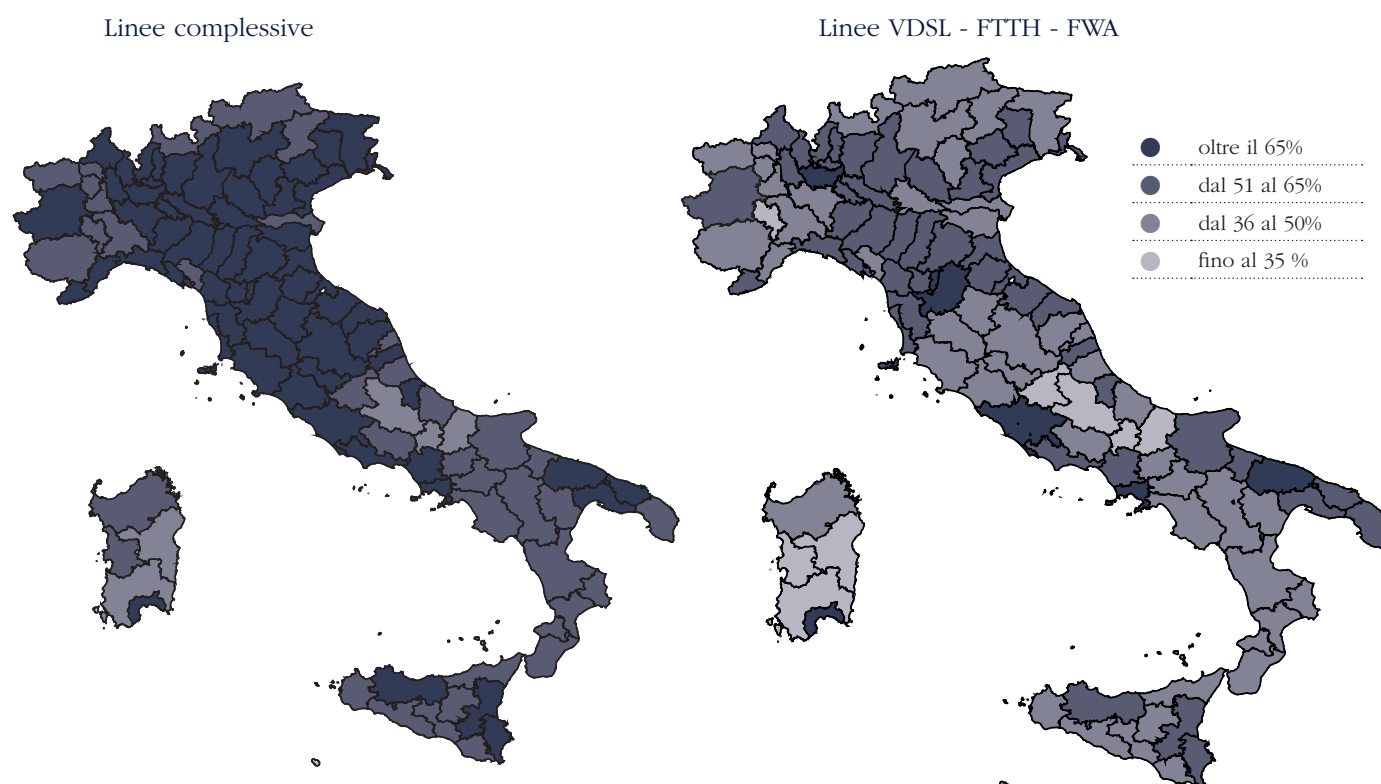 Linee complessive
Linee VDSL - FTTH - FWA
oltre il 65%
dal 51 al 65%
dal 36 al 50%
fino al 35 %